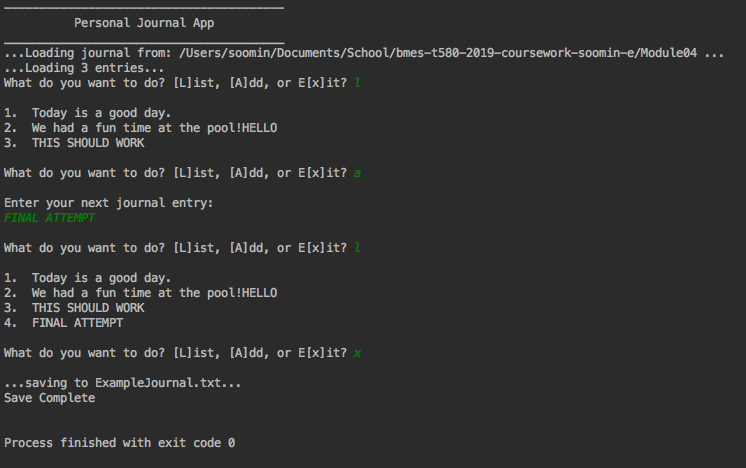 Personal Journal App
...Loading journal from: /Users/soomin/Documents/School/bmes-t580-2019-coursework-soomin-e/Module04 ...
...Loading 3 entries...
What do you want to do? [L]ist, [A]dd, or E[x]it? l
1.  Today is a good day.
2.  We had a fun time at the pool!HELLO
3.  THIS SHOULD WORK
What do you want to do? [L]ist, [A]dd, or E[x]it? a
Enter your next journal entry:
FINAL ATTEMPT
What do you want to do? [L]ist, [A]dd, or E[x]it? l
1.  Today is a good day.
2.  We had a fun time at the pool!HELLO
3.  THIS SHOULD WORK
4.  FINAL ATTEMPT
What do you want to do? [L]ist, [A]dd, or E[x]it? x
...saving to ExampleJournal.txt...
Save Complete
Process finished with exit code 0